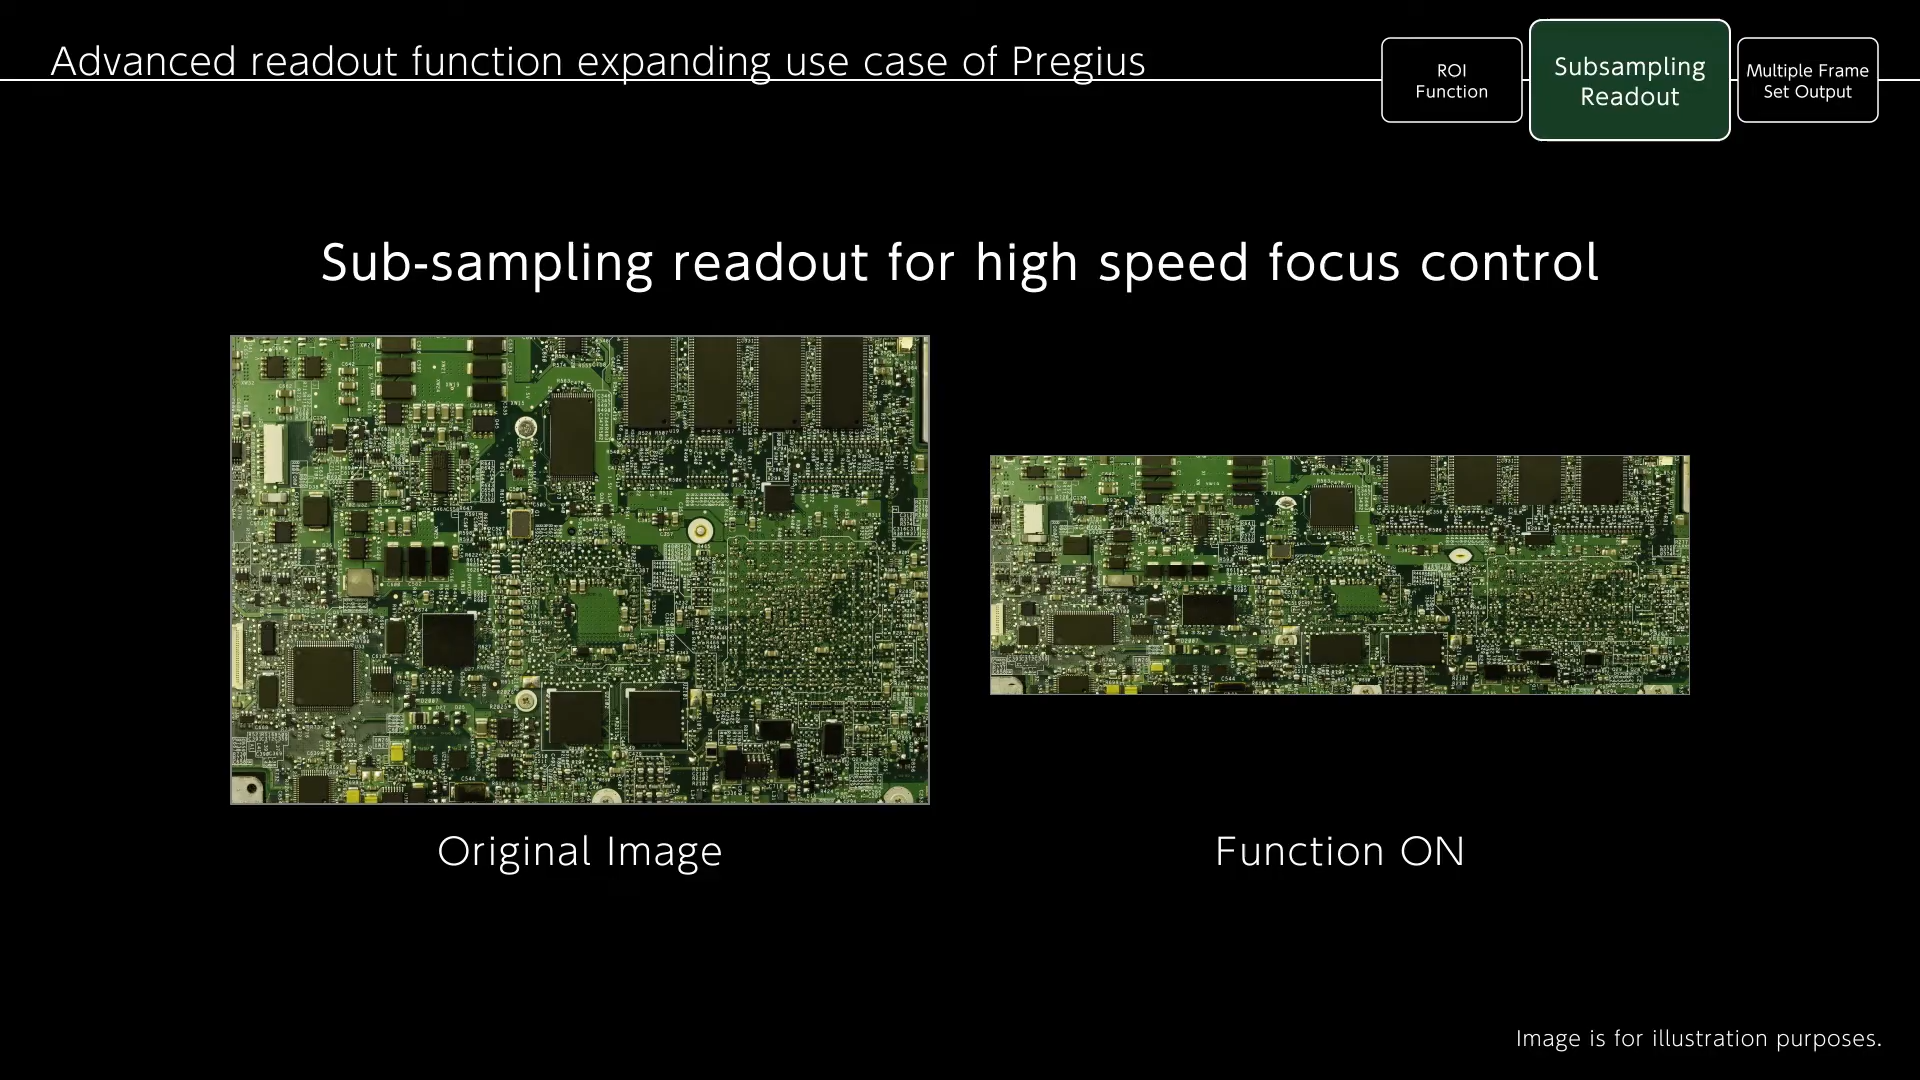 Advanced readout function expanding use case of Pregius
ROI
Function
Subsampling
Readout
Multiple Frame
Set Output
Sub-sampling readout for high speed focus control
Original Image
Function ON
Image is for illustration purposes.